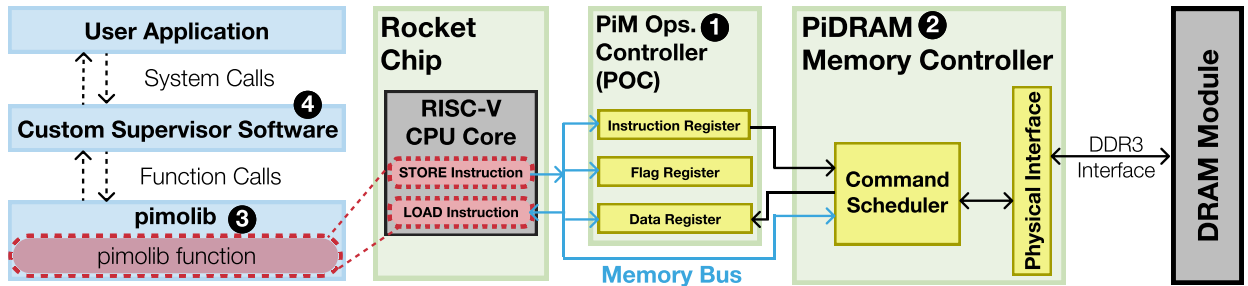 User Application
System Calls
4
Custom Supervisor Software
Function Calls
pimolib 3
pimolib function
Rocket
Chip
RISC-V
CPU Core
STORE Instruction
LOAD Instruction
PiM Ops. 1
Controller
(POC)
Instruction Register
Flag Register
Data Register
Memory Bus
PiDRAM 2
Memory Controller
Command
Scheduler
Physical Interface
DDR3
Interface
DRAM Module